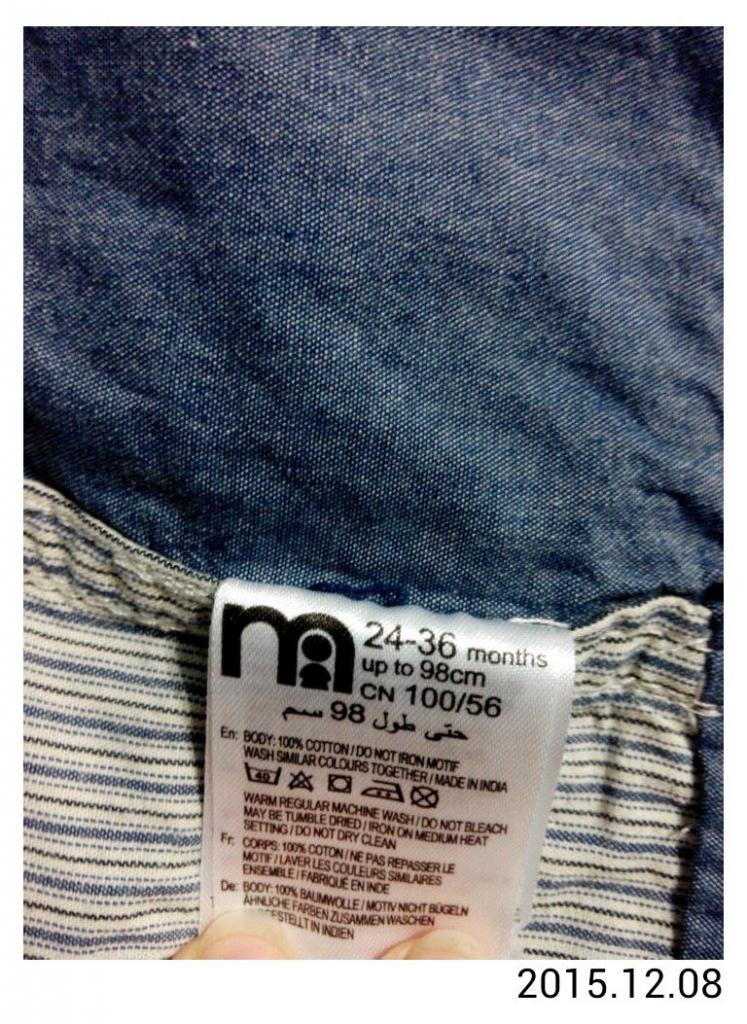 m
24-36 months
up to 98cm
CN 100/56
حتى طول 98 سم
En: BODY: 100% COTTON / DO NOT IRON MOTIF
WASH SIMILAR COLOURS TOGETHER / MADE IN INDIA
40
WARM REGULAR MACHINE WASH / DO NOT BLEACH
MAY BE TUMBLE DRIED / IRON ON MEDIUM HEAT
SETTING / DO NOT DRY CLEAN
Fr: CORPS: 100% COTON / NE PAS REPASSER LE
MOTIF / LAVER LES COULEURS SIMILAIRES
ENSEMBLE / FABRIQUÉ EN INDE
De: BODY: 100% BAUMWOLLE / MOTIV NICHT BÜGELN
ÄHNLICHE FARBEN ZUSAMMEN WASCHEN
ESTELLT IN INDIEN
2015.12.08